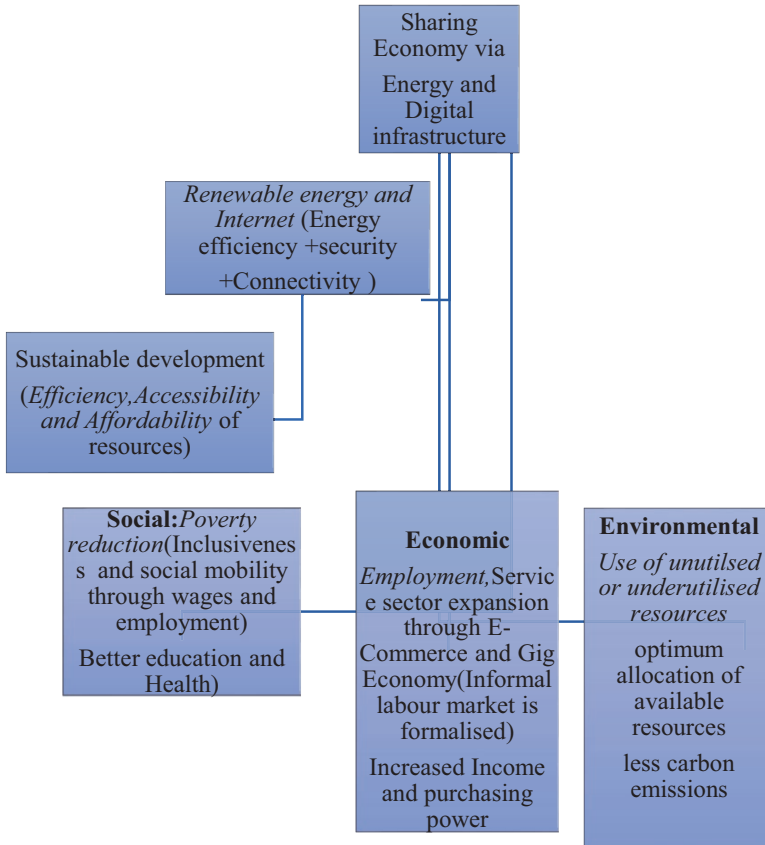 Sharing
Economy via
Energy and
Digital
infrastructure
Renewable energy and
Internet (Energy
efficiency +security
+Connectivity )
Sustainable development
(Efficiency,Accessibility
and Affordability of
resources)
Social:Poverty
reduction(Inclusivenes
s and social mobility
through wages and
employment)
Better education and
Health)
Economic
Employment,Servic
e sector expansion
through E-
Commerce and Gig
Economy(Informal
labour market is
formalised)
Increased Income
and purchasing
power
Environmental
Use of unutilsed
or underutilised
resources
optimum
allocation of
available
resources
less carbon
emissions